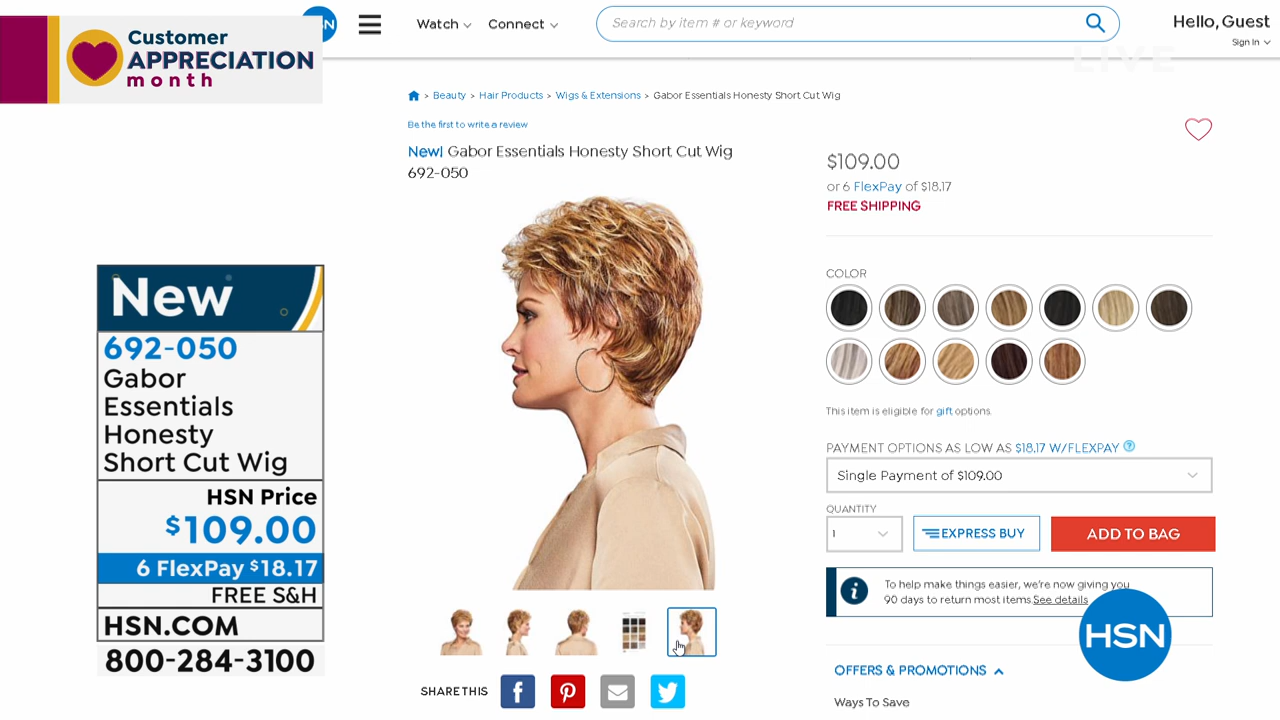 Customer
APPRECIATION
month
Watch
Connect
Search by item # or keyword
Hello, Guest
Sign In
LIVE
> Beauty > Hair Products > Wigs & Extensions > Gabor Essentials Honesty Short Cut Wig
Be the first to write a review
New! Gabor Essentials Honesty Short Cut Wig
692-050
$109.00
or 6 FlexPay of $18.17
FREE SHIPPING
COLOR
This item is eligible for gift options.
PAYMENT OPTIONS AS LOW AS $18.17 W/FLEXPAY ?
Single Payment of $109.00
QUANTITY
1
EXPRESS BUY
ADD TO BAG
To help make things easier, we're now giving you
90 days to return most items.See details
OFFERS & PROMOTIONS
Ways To Save
SHARE THIS
New
692-050
Gabor
Essentials
Honesty
Short Cut Wig
HSN Price
$109.00
6 FlexPay $18.17
FREE S&H
HSN.COM
800-284-3100
HSN